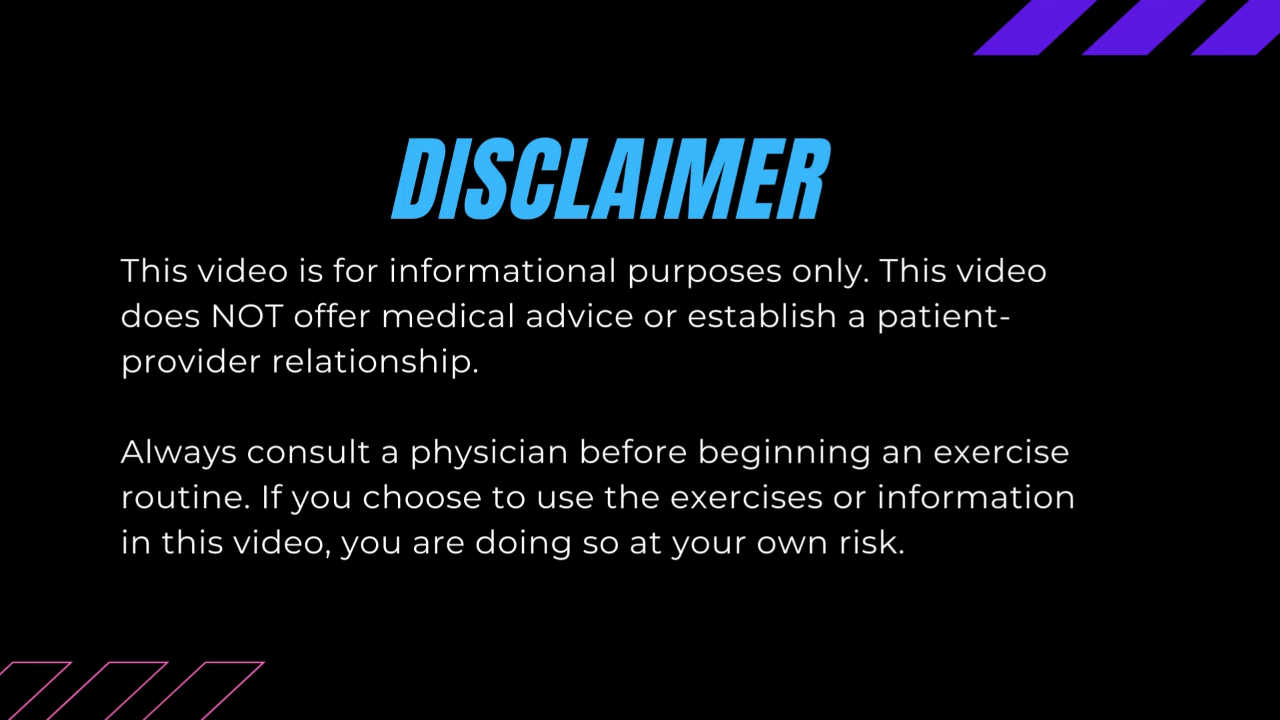 DISCLAIMER
This video is for informational purposes only. This video
does NOT offer medical advice or establish a patient-
provider relationship.
Always consult a physician before beginning an exercise
routine. If you choose to use the exercises or information
in this video, you are doing so at your own risk.